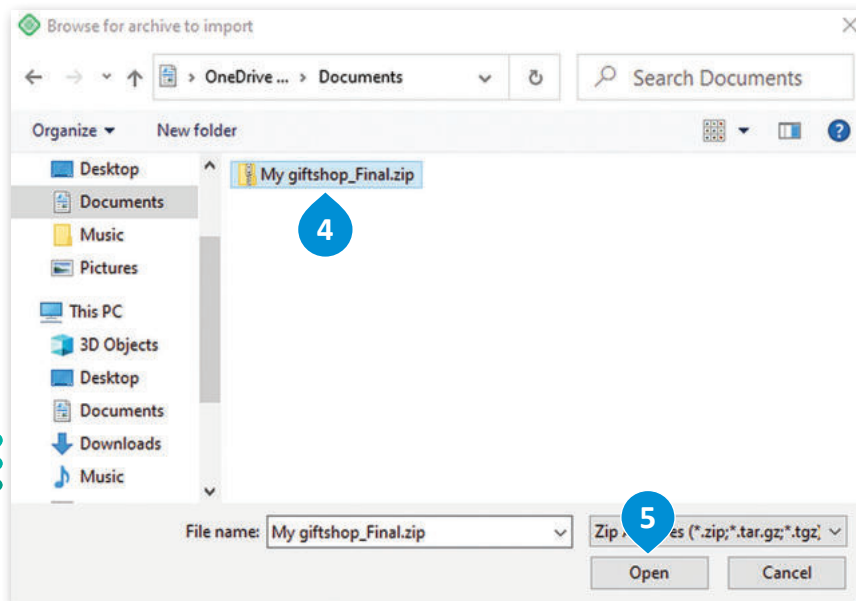 Browse for archive to import
OneDrive ... > Documents
Search Documents
Organize
New folder
Desktop
Documents
Music
Pictures
This PC
3D Objects
Desktop
Documents
Downloads
Music
My giftshop_Final.zip
4
File name: My giftshop_Final.zip
Zip es (*.zip;*.tar.gz;*.tgz)
5
Open
Cancel